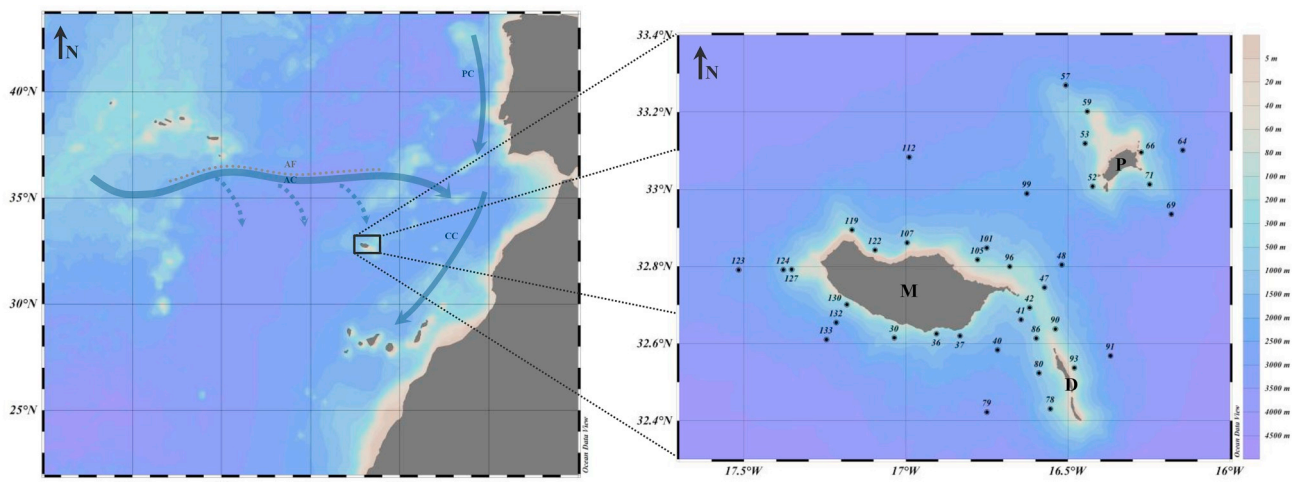 N
PC
40°N
AF
AC
35°N
CC
30°N
25°N
Ocean Data View
33.4°N
N
57
33.2°N
59
53
112
66
64
P
33°N
52
71
99
69
119
107
122
101
105
96
48
32.8°N
123
124
127
47
M
130
42
41
132
90
133
30
36
37
86
32.6°N
40
91
80
93
D
79
78
32.4°N
17.5°W
17°W
16.5°W
16°W
Ocean Data View
5 m
20 m
40 m
60 m
80 m
100 m
300 m
500 m
1000 m
1500 m
2000 m
2500 m
3000 m
3500 m
4000 m
4500 m